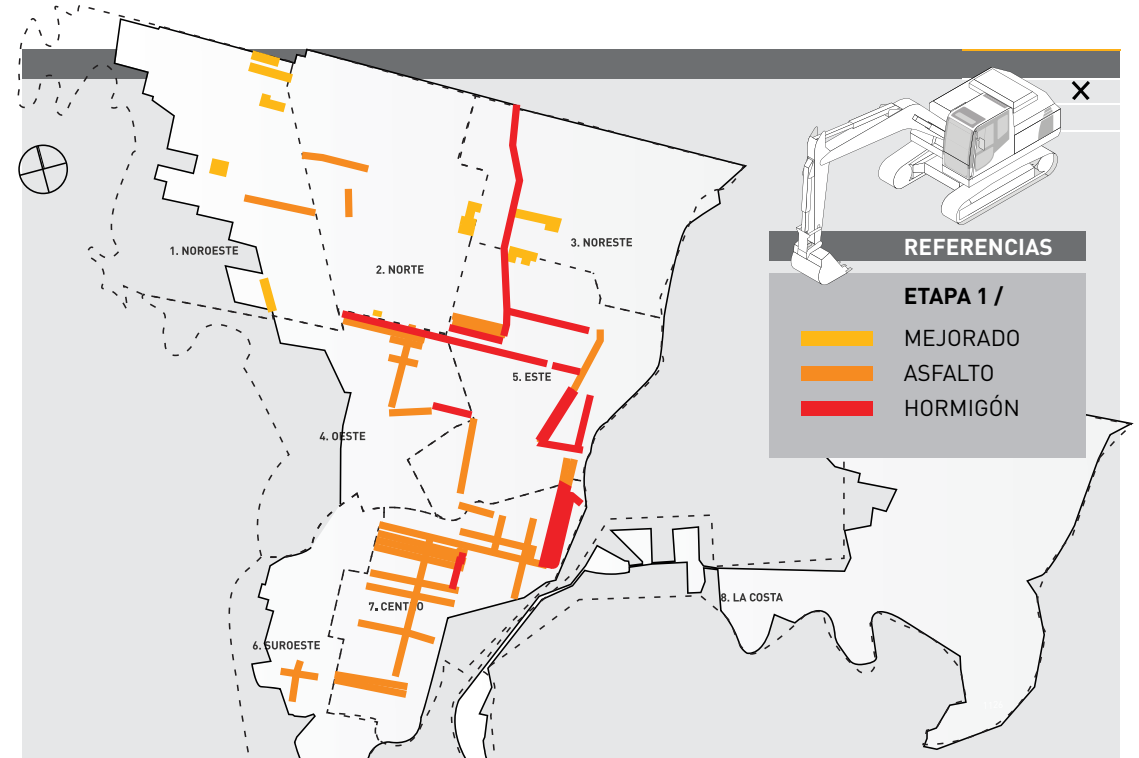 REFERENCIAS
ETAPA 1 /
MEJORADO
ASFALTO
HORMIGÓN
1. NOROESTE
2. NORTE
3. NORESTE
4. OESTE
5. ESTE
6. SUROESTE
7. CENTRO
8. LA COSTA